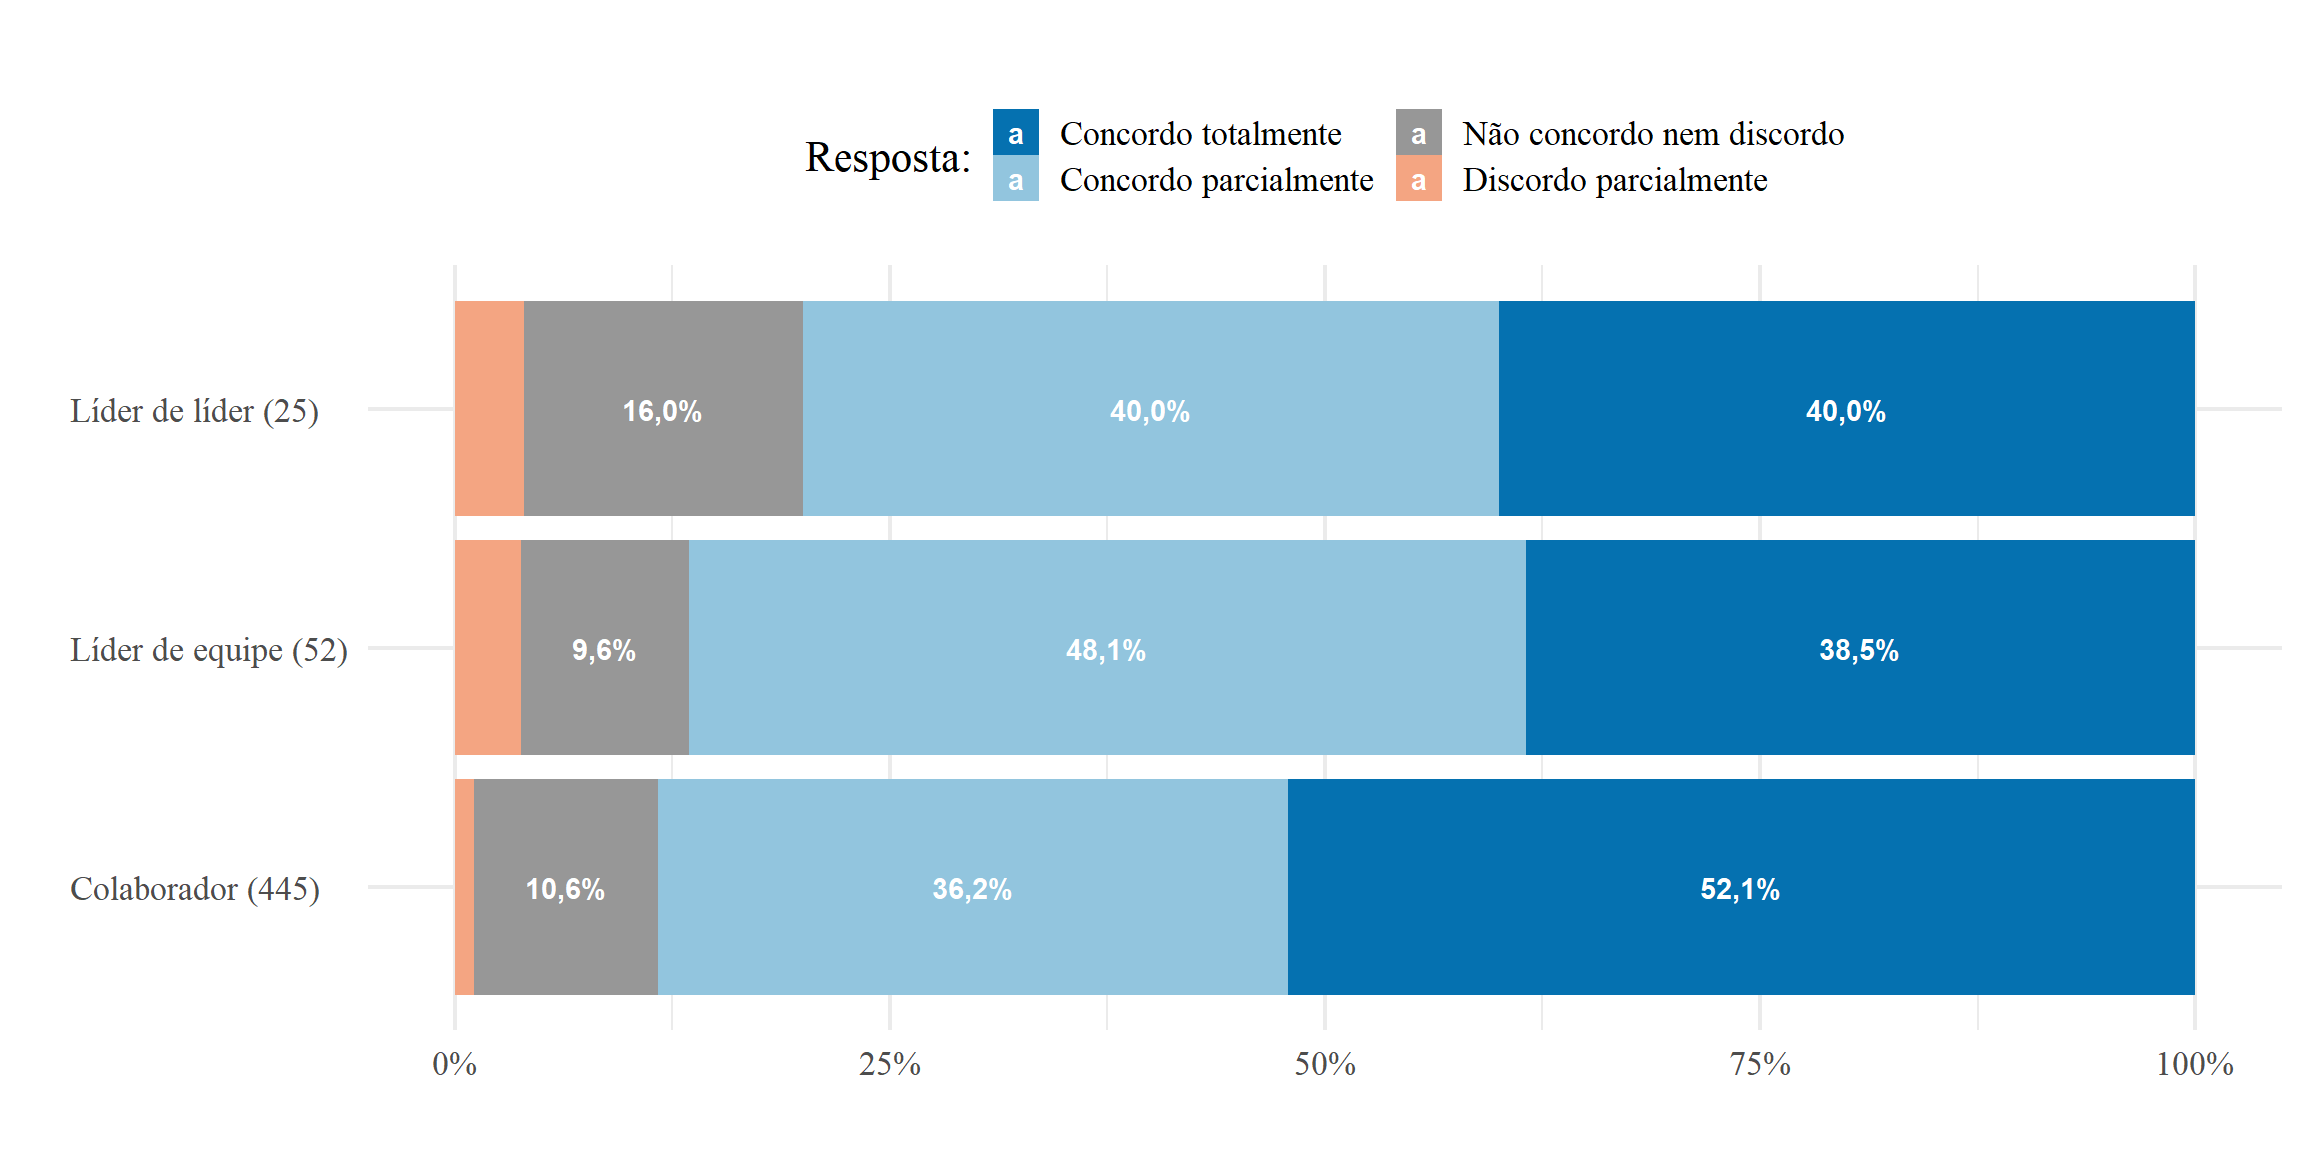 Resposta:
a Concordo totalmente
a Concordo parcialmente
a Não concordo nem discordo
a Discordo parcialmente
Líder de líder (25)
16,0% 40,0% 40,0%
Líder de equipe (52)
9,6% 48,1% 38,5%
Colaborador (445)
10,6% 36,2% 52,1%
0% 25% 50% 75% 100%